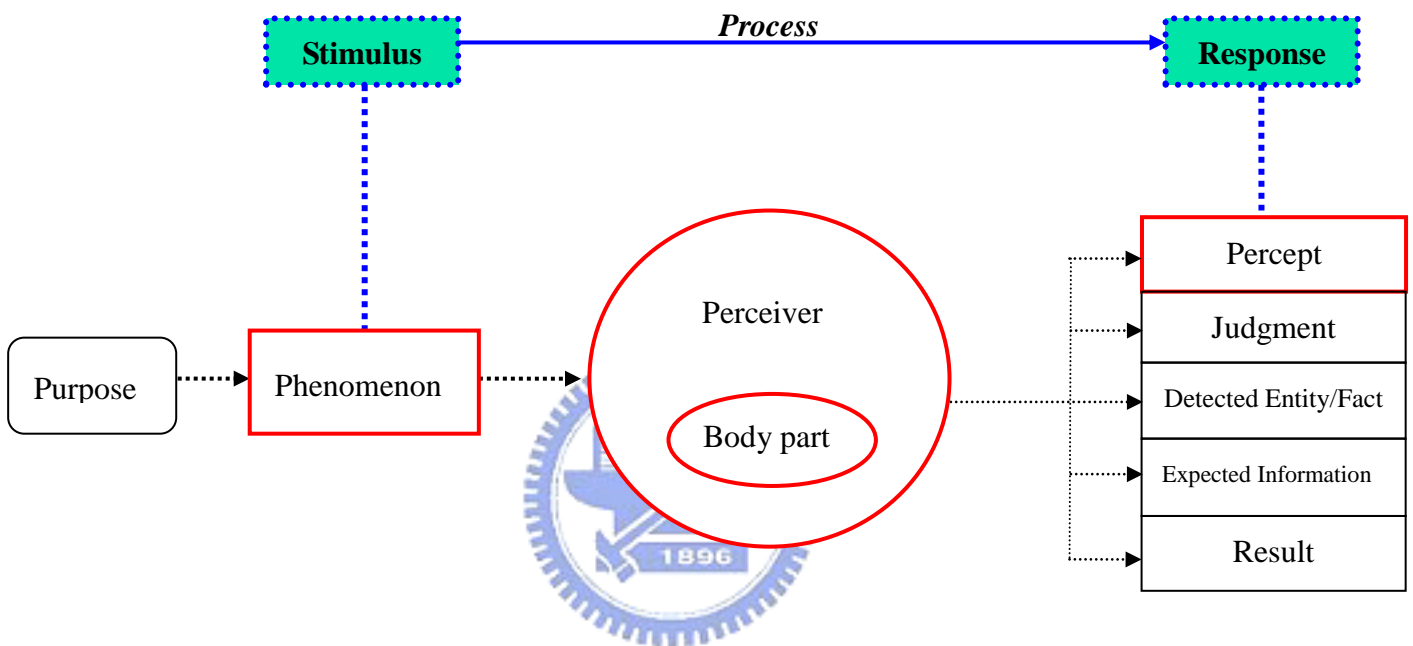 Process
Stimulus
Response
Percept
Perceiver
Judgment
Purpose
Phenomenon
Detected Entity/Fact
Body part
Expected Information
Result
1896